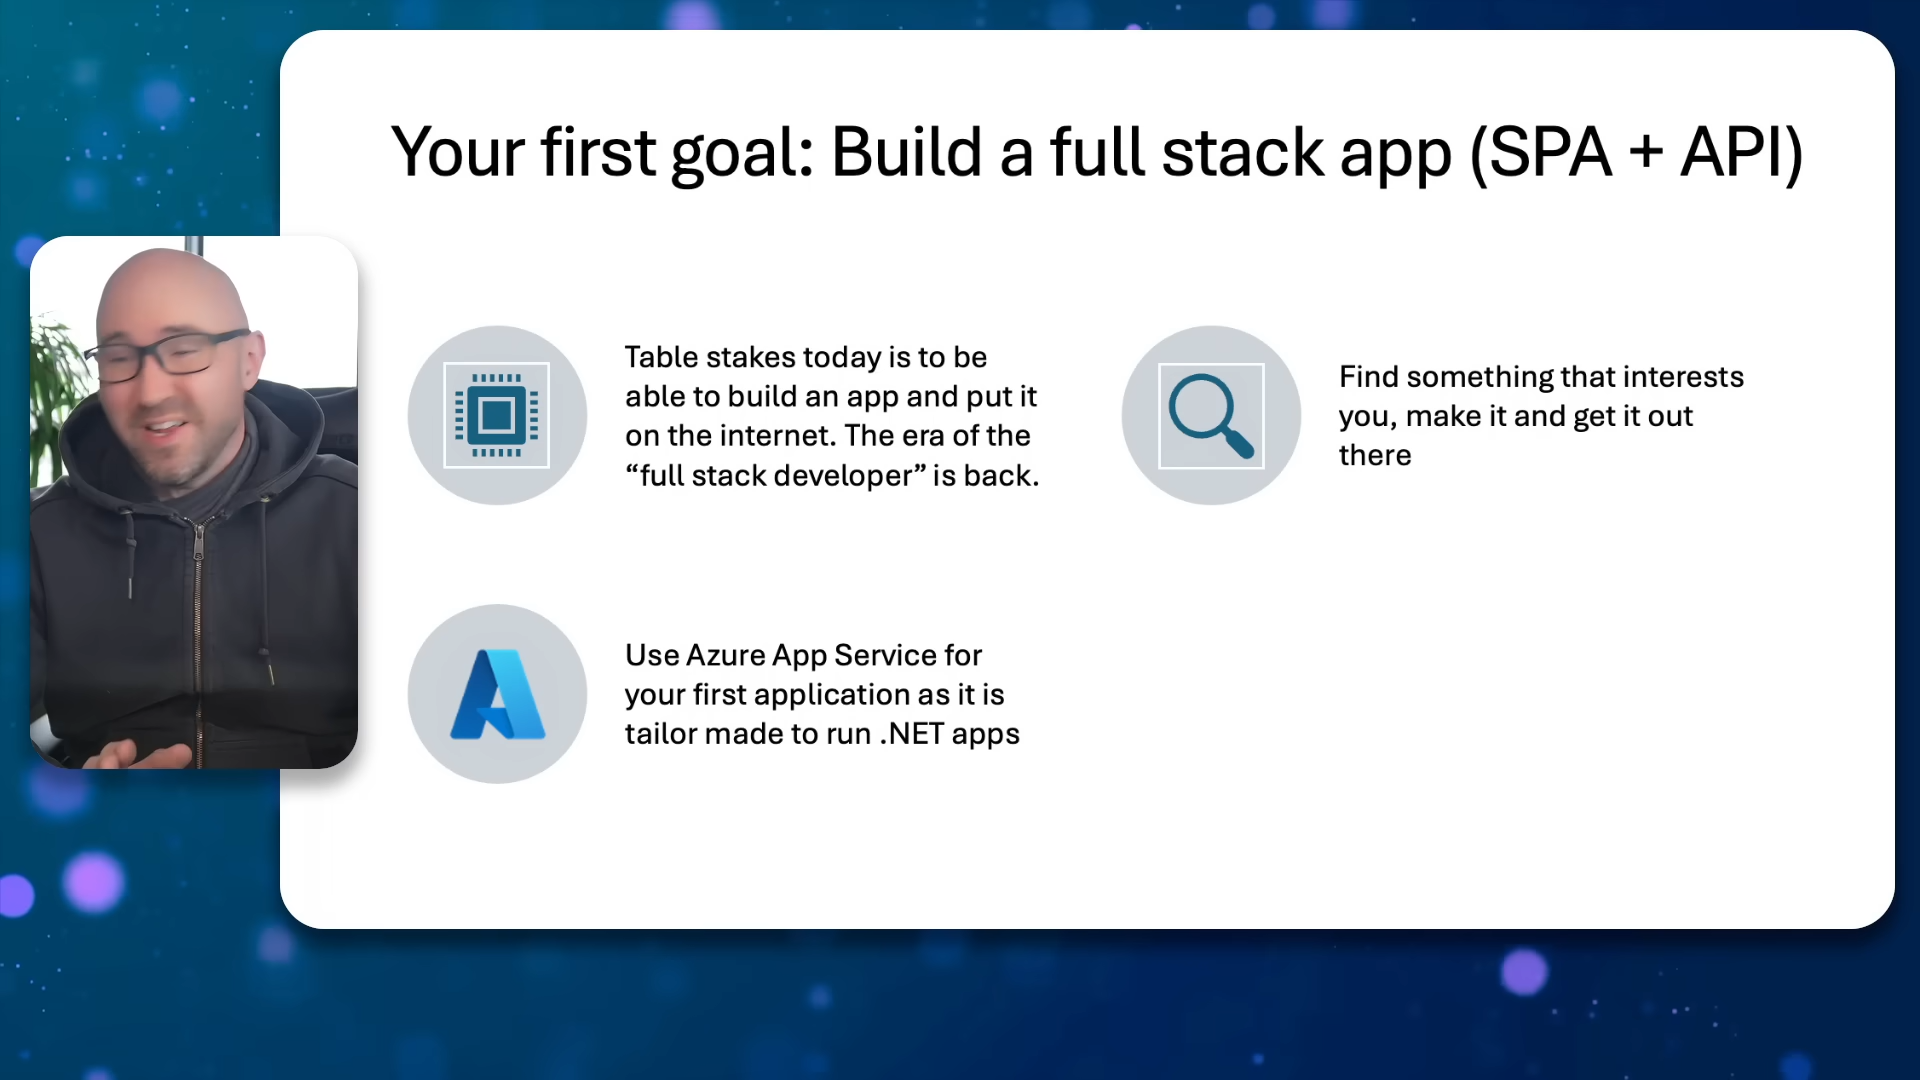 Your first goal: Build a full stack app (SPA + API)
Table stakes today is to be
able to build an app and put it
on the internet. The era of the
“full stack developer” is back.
Find something that interests
you, make it and get it out
there
Use Azure App Service for
your first application as it is
tailor made to run .NET apps